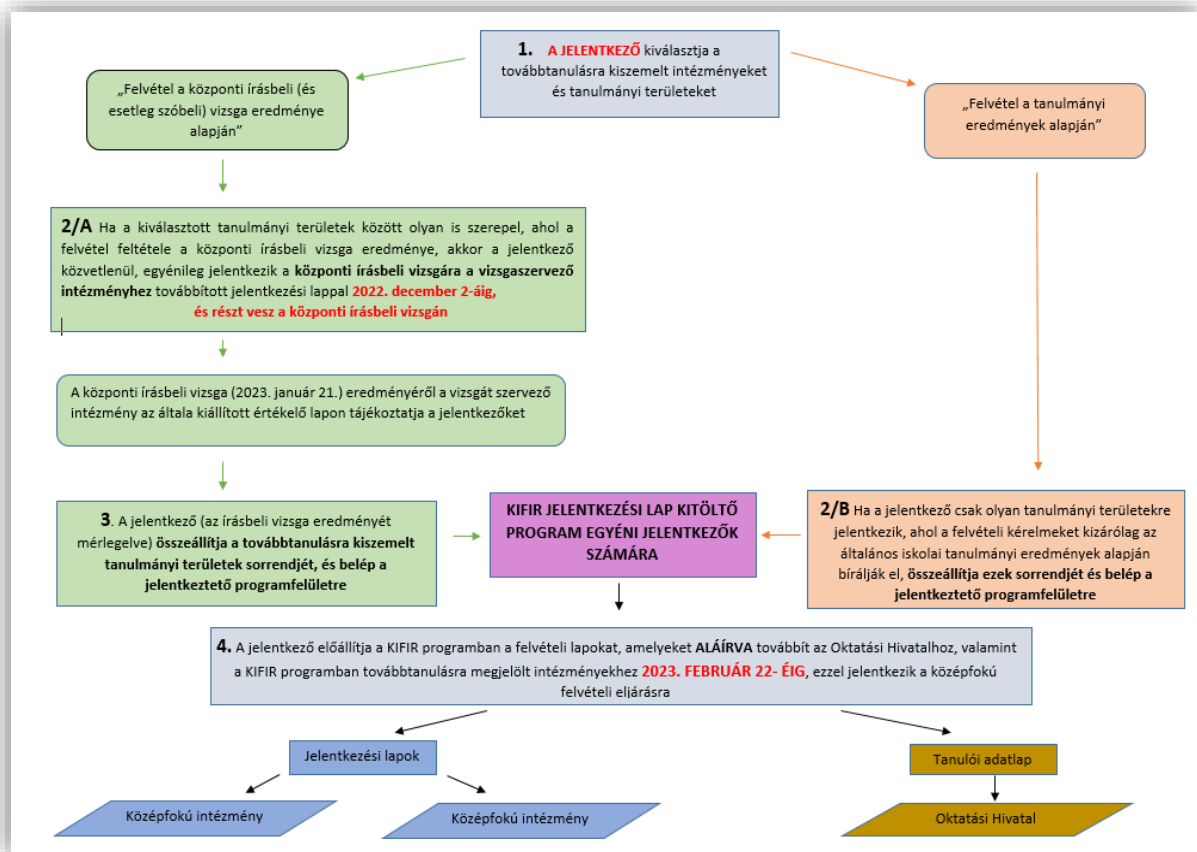 1. A JELENTKEZŐ kiválasztja a
továbbtanulásra kiszemelt intézményeket
és tanulmányi területeket
„Felvétel a központi írásbeli (és
esetleg szóbeli) vizsga eredménye
alapján”
„Felvétel a tanulmányi
eredmények alapján”
2/A Ha a kiválasztott tanulmányi területek között olyan is szerepel, ahol a
felvétel feltétele a központi írásbeli vizsga eredménye, akkor a jelentkező
közvetlenül, egyénileg jelentkezik a központi írásbeli vizsgára a vizsgaszervező
intézményhez továbbított jelentkezési lappal 2022. december 2-áig,
és részt vesz a központi írásbeli vizsgán
A központi írásbeli vizsga (2023. január 21.) eredményéről a vizsgát szervező
intézmény az általa kiállított értékelő lapon tájékoztatja a jelentkezőket
3. A jelentkező (az írásbeli vizsga eredményét
mérlegelve) összeállítja a továbbtanulásra kiszemelt
tanulmányi területek sorrendjét, és belép a
jelentkeztető programfelületre
KIFIR JELENTKEZÉSI LAP KITÖLTŐ
PROGRAM EGYÉNI JELENTKEZŐK
SZÁMÁRA
2/B Ha a jelentkező csak olyan tanulmányi területekre
jelentkezik, ahol a felvételi kérelmeket kizárólag az
általános iskolai tanulmányi eredmények alapján
bírálják el, összeállítja ezek sorrendjét és belép a
jelentkeztető programfelületre
4. A jelentkező előállítja a KIFIR programban a felvételi lapokat, amelyeket ALÁÍRVA továbbít az Oktatási Hivatalhoz, valamint
a KIFIR programban továbbtanulásra megjelölt intézményekhez 2023. FEBRUÁR 22- ÉIG, ezzel jelentkezik a középfokú
felvételi eljárásra
Jelentkezési lapok
Tanulói adatlap
Középfokú intézmény
Középfokú intézmény
Oktatási Hivatal